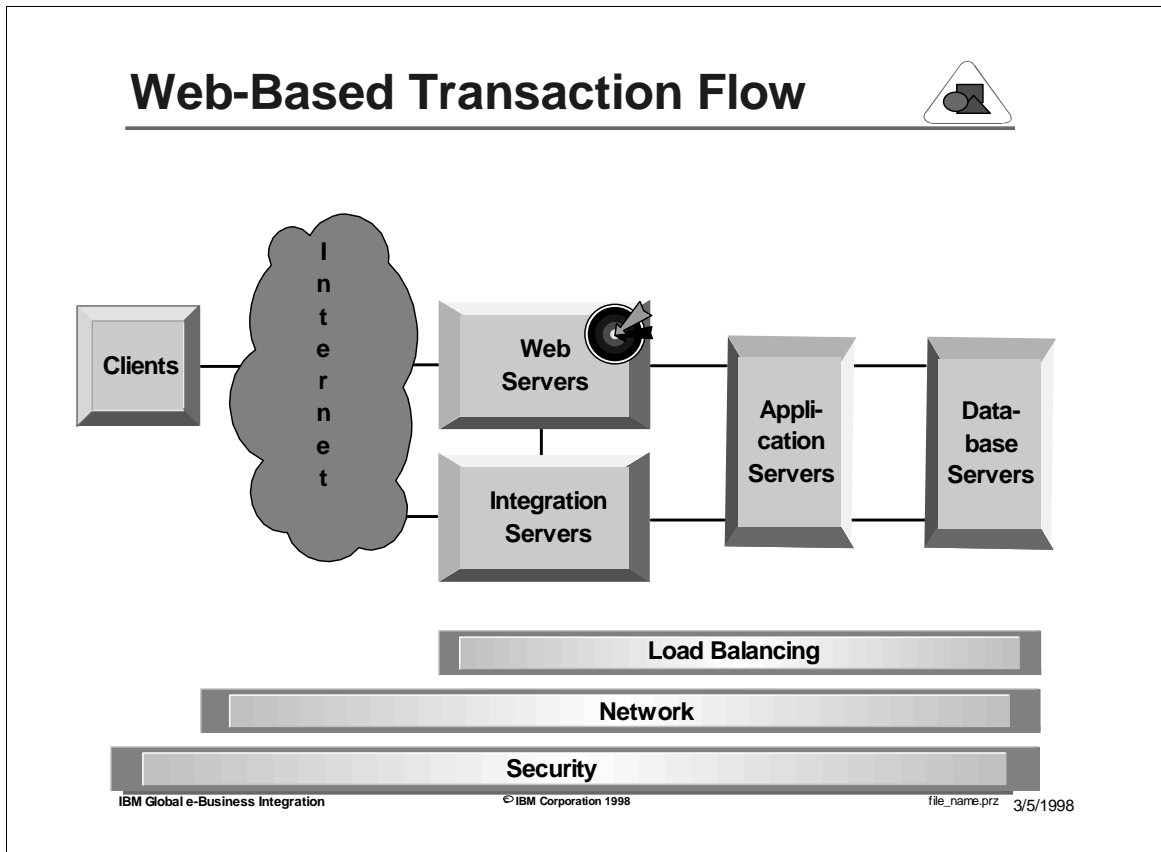 Web-Based Transaction Flow
Internet
Clients
Web
Servers
Integration
Servers
Appli-
cation
Servers
Data-
base
Servers
Load Balancing
Network
Security
IBM Global e-Business Integration
© IBM Corporation 1998
file_name.prz
3/5/1998